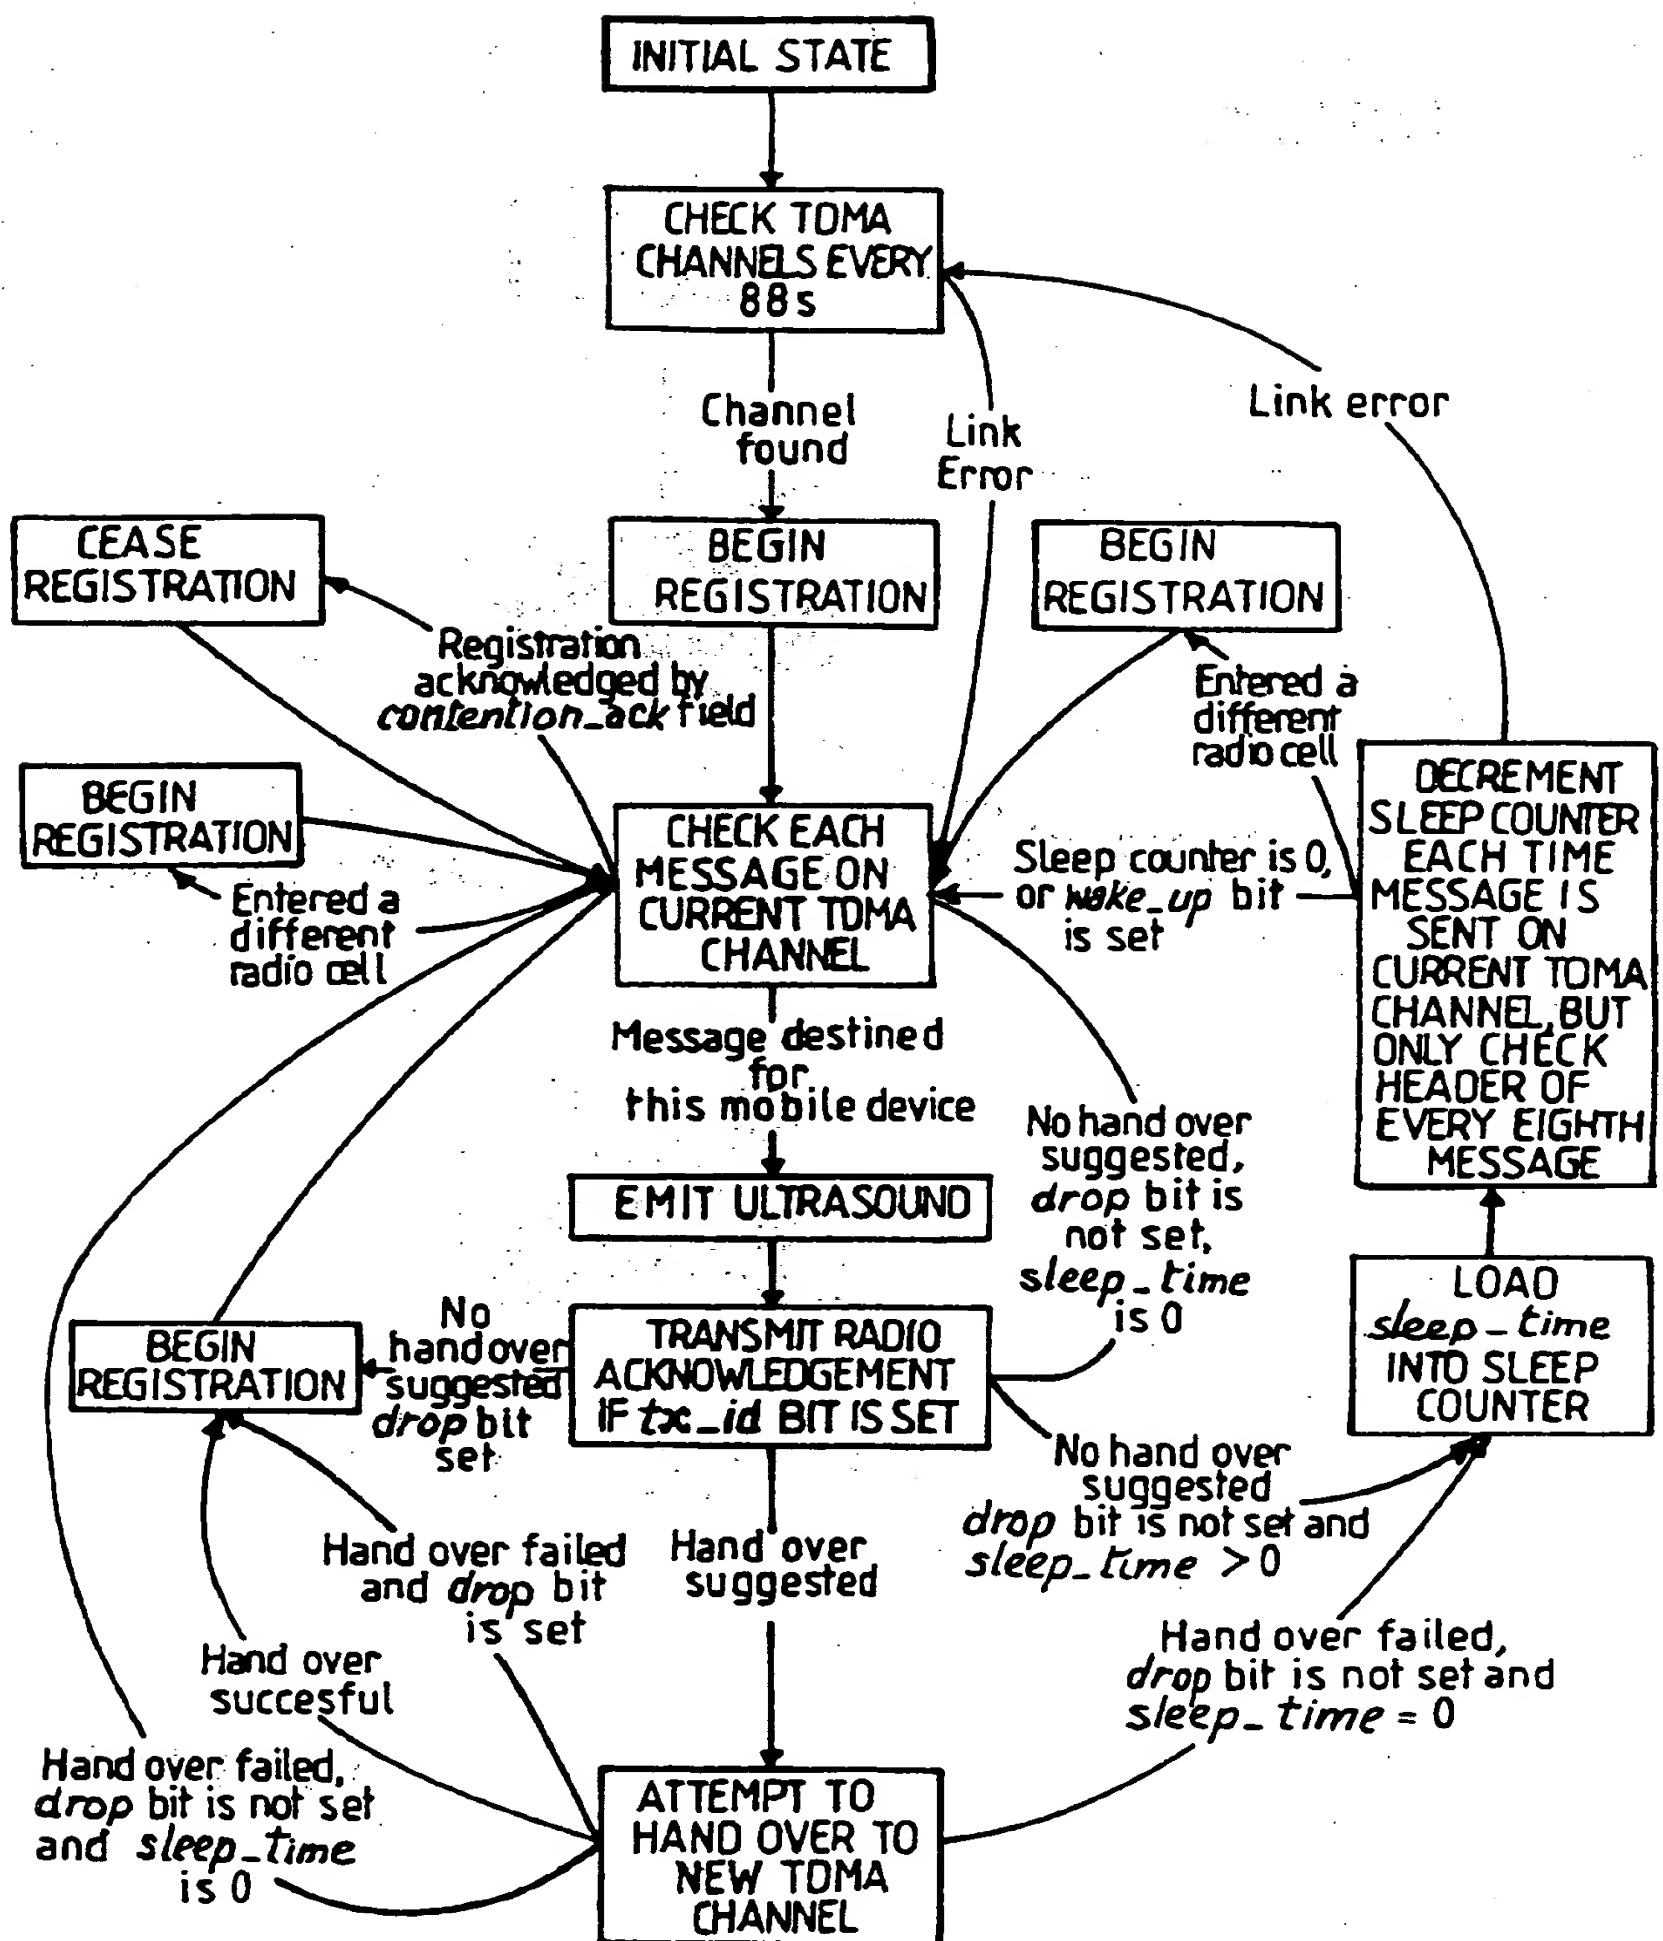 INITIAL STATE
CHECK TDMA
CHANNELS EVERY
88s
Channel
found
Link
Error
Link error
CEASE
REGISTRATION
BEGIN
REGISTRATION
BEGIN
REGISTRATION
Registration
acknowledged by
contention_ack field
Entered a
different
radio cell
BEGIN
REGISTRATION
Entered a
different
radio cell
CHECK EACH
MESSAGE ON
CURRENT TDMA
CHANNEL
Sleep counter is 0,
or wake_up bit
is set
DECREMENT
SLEEP COUNTER
EACH TIME
MESSAGE IS
SENT ON
CURRENT TDMA
CHANNEL, BUT
ONLY CHECK
HEADER OF
EVERY EIGHTH
MESSAGE
Message destined
for
this mobile device
No hand over
suggested,
drop bit is
not set,
sleep_time
is 0
EMIT ULTRASOUND
LOAD
sleep_time
INTO SLEEP
COUNTER
BEGIN
REGISTRATION
No
hand over
suggested
drop bit
set
TRANSMIT RADIO
ACKNOWLEDGEMENT
IF tx_id BIT IS SET
No hand over
suggested
drop bit is not set and
sleep_time > 0
Hand over failed
and drop bit
is set
Hand over
suggested
Hand over
succesful
Hand over failed,
drop bit is not set and
sleep_time = 0
Hand over failed,
drop bit is not set
and sleep_time
is 0
ATTEMPT TO
HAND OVER TO
NEW TDMA
CHANNEL